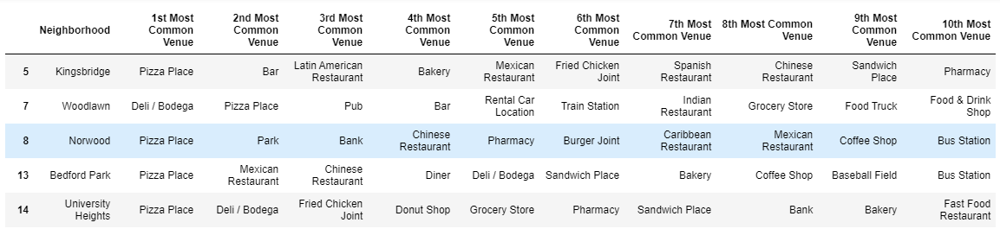 Neighborhood 1st Most Common Venue 2nd Most Common Venue 3rd Most Common Venue 4th Most Common Venue 5th Most Common Venue 6th Most Common Venue 7th Most Common Venue 8th Most Common Venue 9th Most Common Venue 10th Most Common Venue
5 Kingsbridge Pizza Place Bar Latin American Restaurant Bakery Mexican Restaurant Fried Chicken Joint Spanish Restaurant Chinese Restaurant Sandwich Place Pharmacy
7 Woodlawn Deli / Bodega Pizza Place Pub Bar Rental Car Location Train Station Indian Restaurant Grocery Store Food Truck Food & Drink Shop
8 Norwood Pizza Place Park Bank Chinese Restaurant Pharmacy Burger Joint Caribbean Restaurant Mexican Restaurant Coffee Shop Bus Station
13 Bedford Park Pizza Place Mexican Restaurant Chinese Restaurant Diner Deli / Bodega Sandwich Place Bakery Coffee Shop Baseball Field Bus Station
14 University Heights Pizza Place Deli / Bodega Fried Chicken Joint Donut Shop Grocery Store Pharmacy Sandwich Place Bank Bakery Fast Food Restaurant